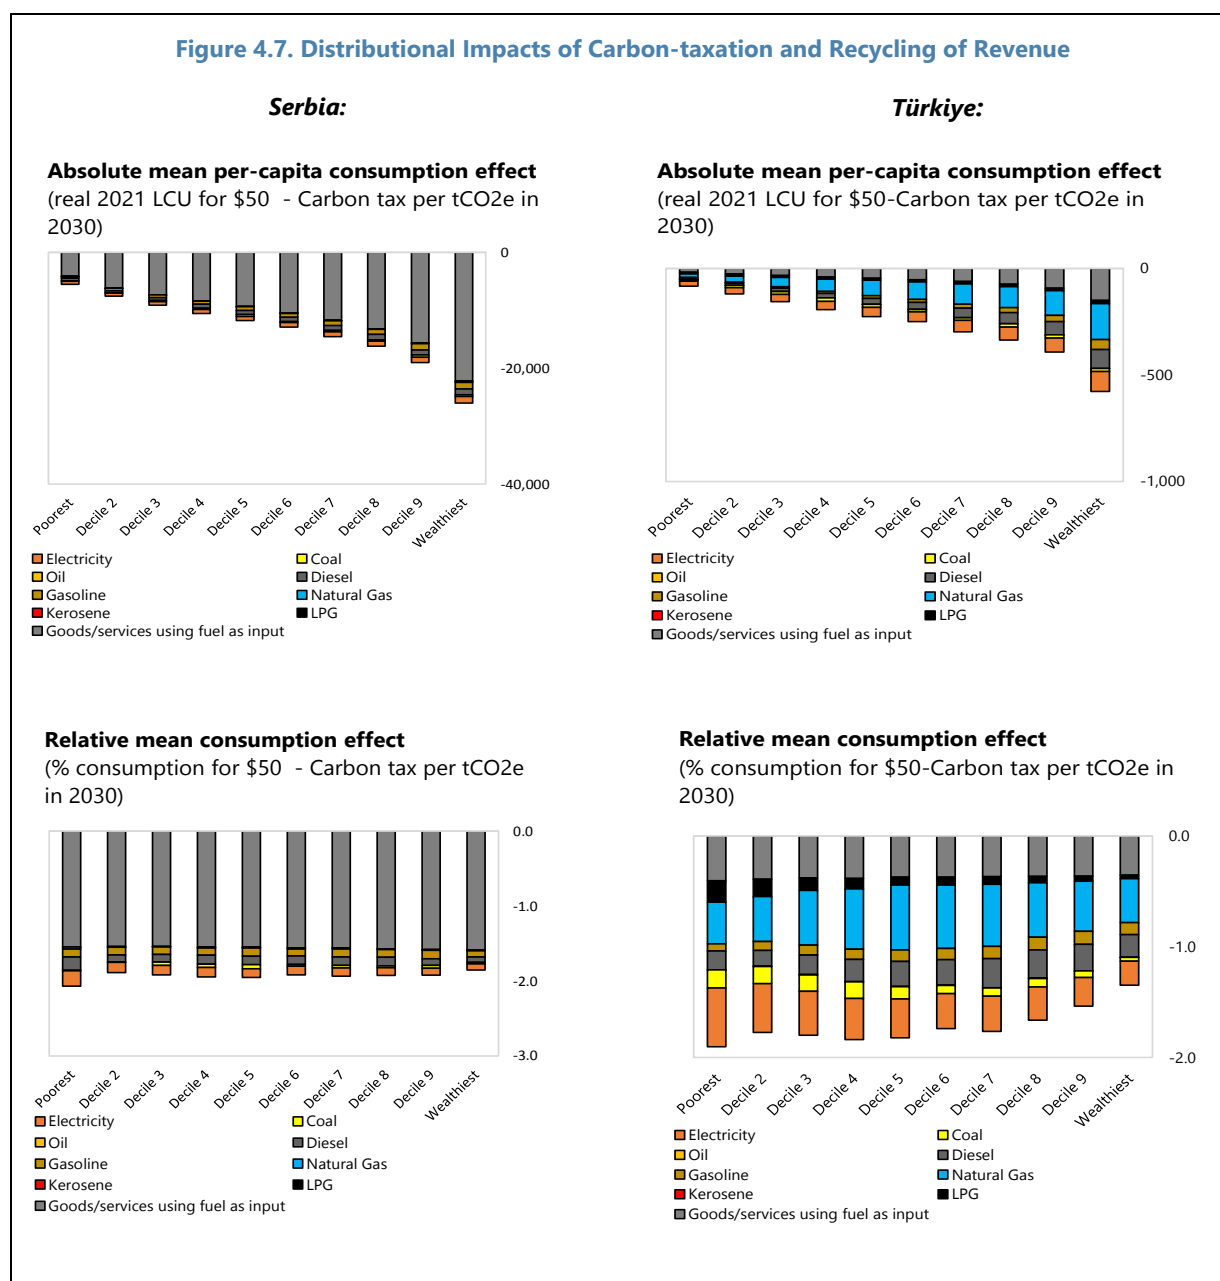 Figure 4.7. Distributional Impacts of Carbon-taxation and Recycling of Revenue
Serbia:
Absolute mean per-capita consumption effect
(real 2021 LCU for $50  - Carbon tax per tCO2e in
2030)
0
-20,000
-40,000
Poorest
Decile 2
Decile 3
Decile 4
Decile 5
Decile 6
Decile 7
Decile 8
Decile 9
Wealthiest
Electricity
Coal
Oil
Diesel
Gasoline
Natural Gas
Kerosene
LPG
Goods/services using fuel as input
Türkiye:
Absolute mean per-capita consumption effect
(real 2021 LCU for $50-Carbon tax per tCO2e in
2030)
0
-500
-1,000
Poorest
Decile 2
Decile 3
Decile 4
Decile 5
Decile 6
Decile 7
Decile 8
Decile 9
Wealthiest
Electricity
Coal
Oil
Diesel
Gasoline
Natural Gas
Kerosene
LPG
Goods/services using fuel as input
Relative mean consumption effect
(% consumption for $50  - Carbon tax per tCO2e
in 2030)
0.0
-1.0
-2.0
-3.0
Poorest
Decile 2
Decile 3
Decile 4
Decile 5
Decile 6
Decile 7
Decile 8
Decile 9
Wealthiest
Electricity
Coal
Oil
Diesel
Gasoline
Natural Gas
Kerosene
LPG
Goods/services using fuel as input
Relative mean consumption effect
(% consumption for $50-Carbon tax per tCO2e in
2030)
0.0
-1.0
-2.0
Poorest
Decile 2
Decile 3
Decile 4
Decile 5
Decile 6
Decile 7
Decile 8
Decile 9
Wealthiest
Electricity
Coal
Oil
Diesel
Gasoline
Natural Gas
Kerosene
LPG
Goods/services using fuel as input